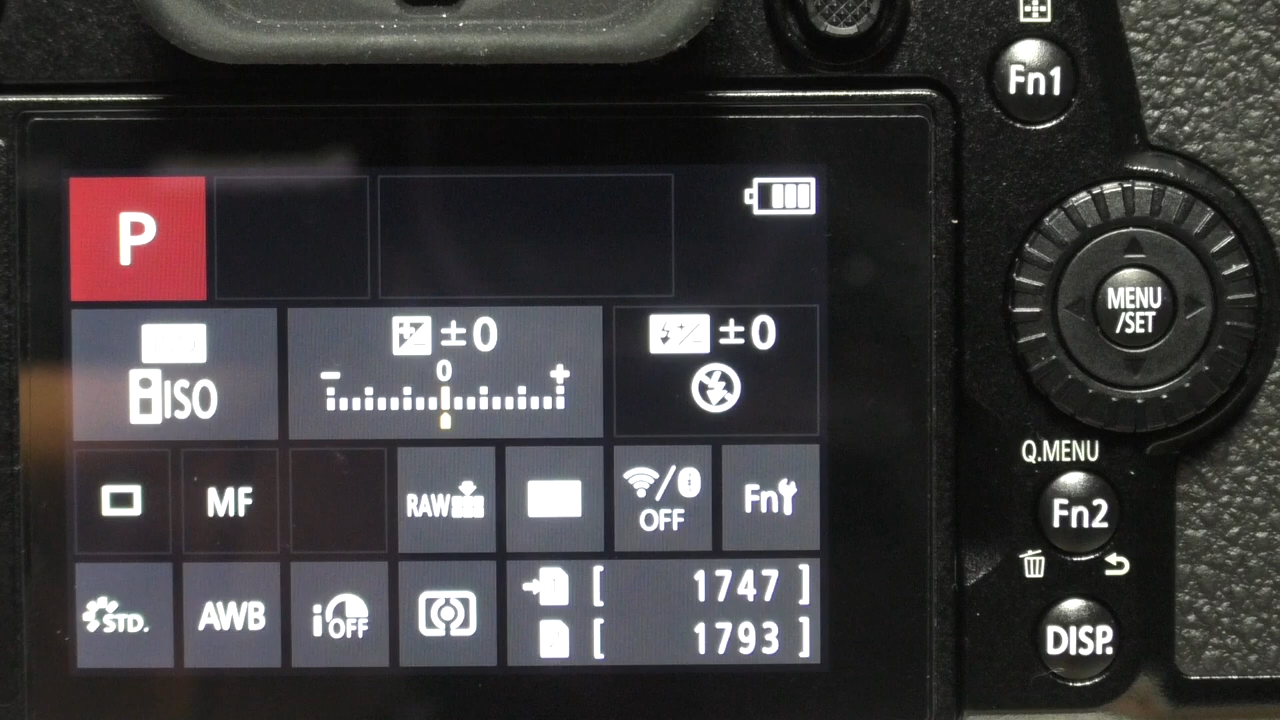 Fn1
P
±0
±0
ISO
- 0 +
MENU
/SET
Q.MENU
MF
RAW
OFF
Fn
Fn2
STD.
AWB
i OFF
[ 1747 ]
[ 1793 ]
DISP.